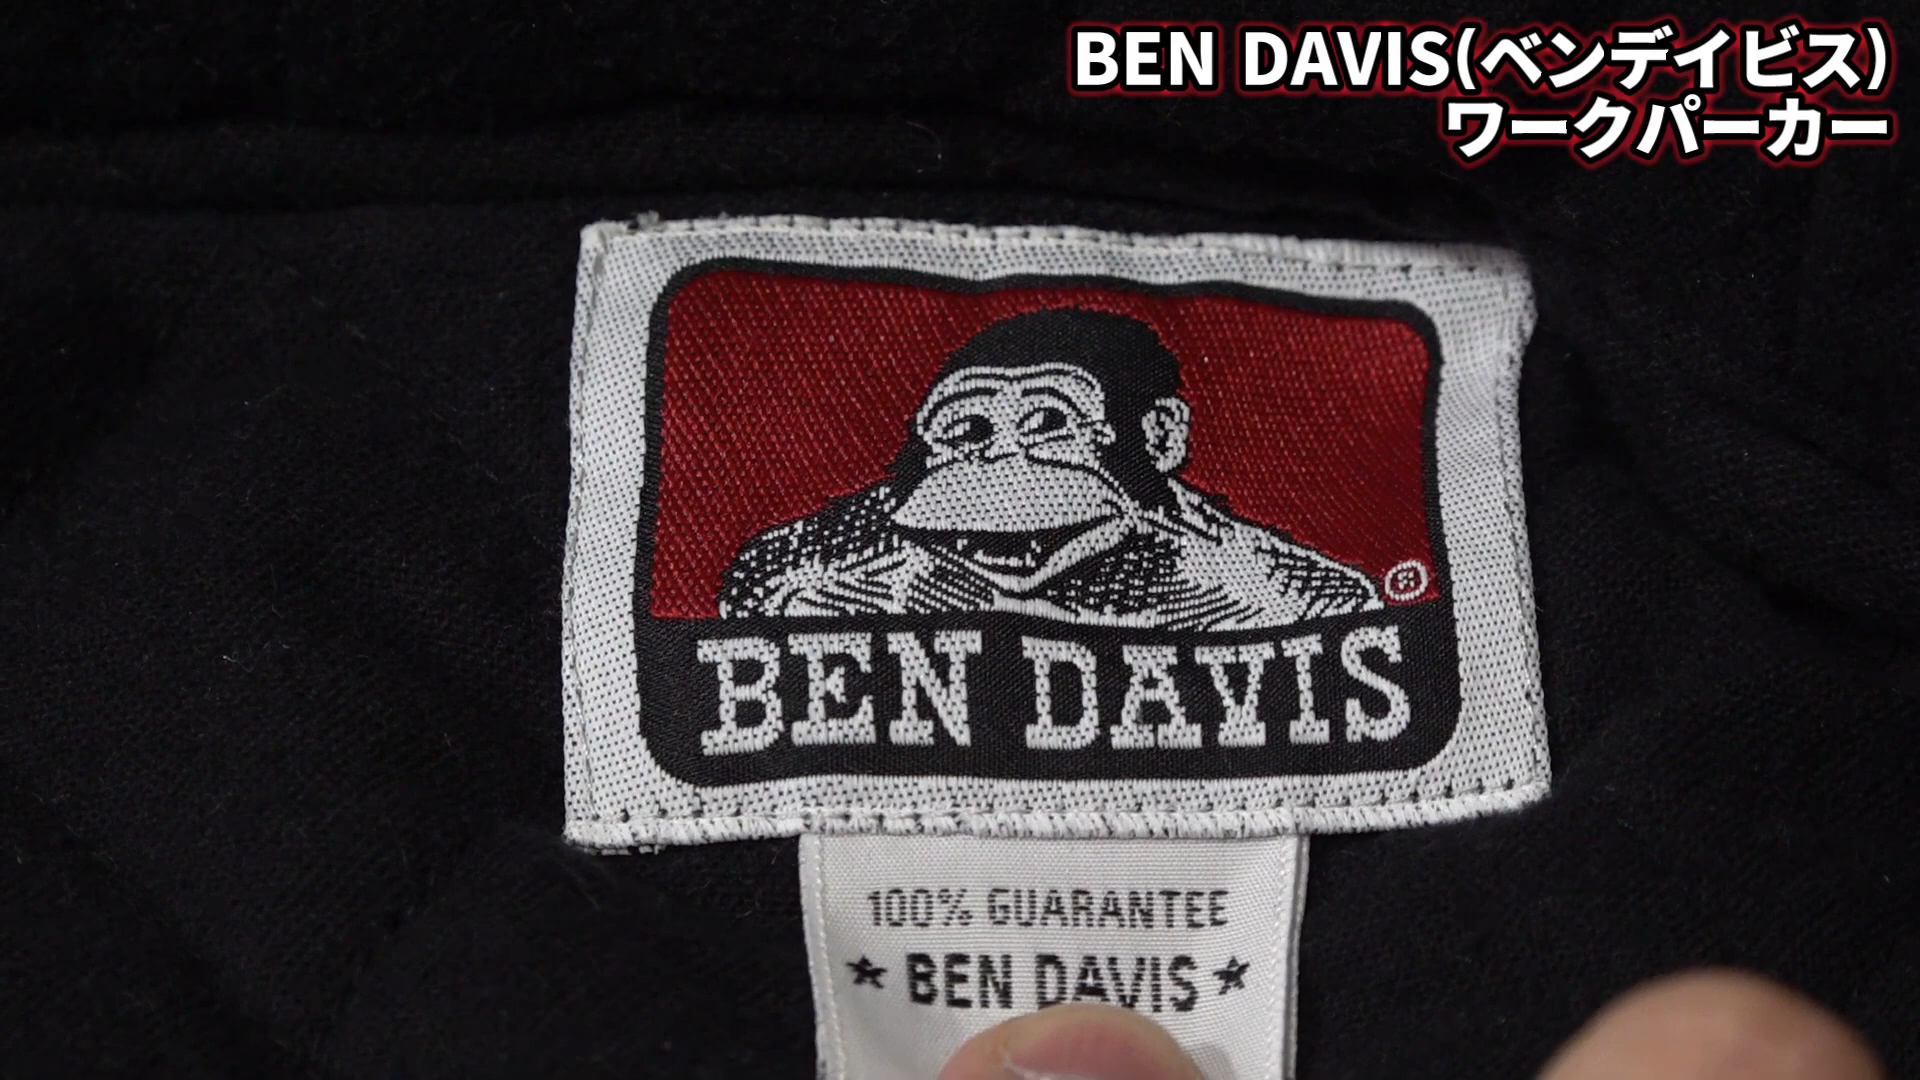 BEN DAVIS(ベンデイビス)
ワークパーカー
®
BEN DAVIS
100% GUARANTEE
★ BEN DAVIS ★